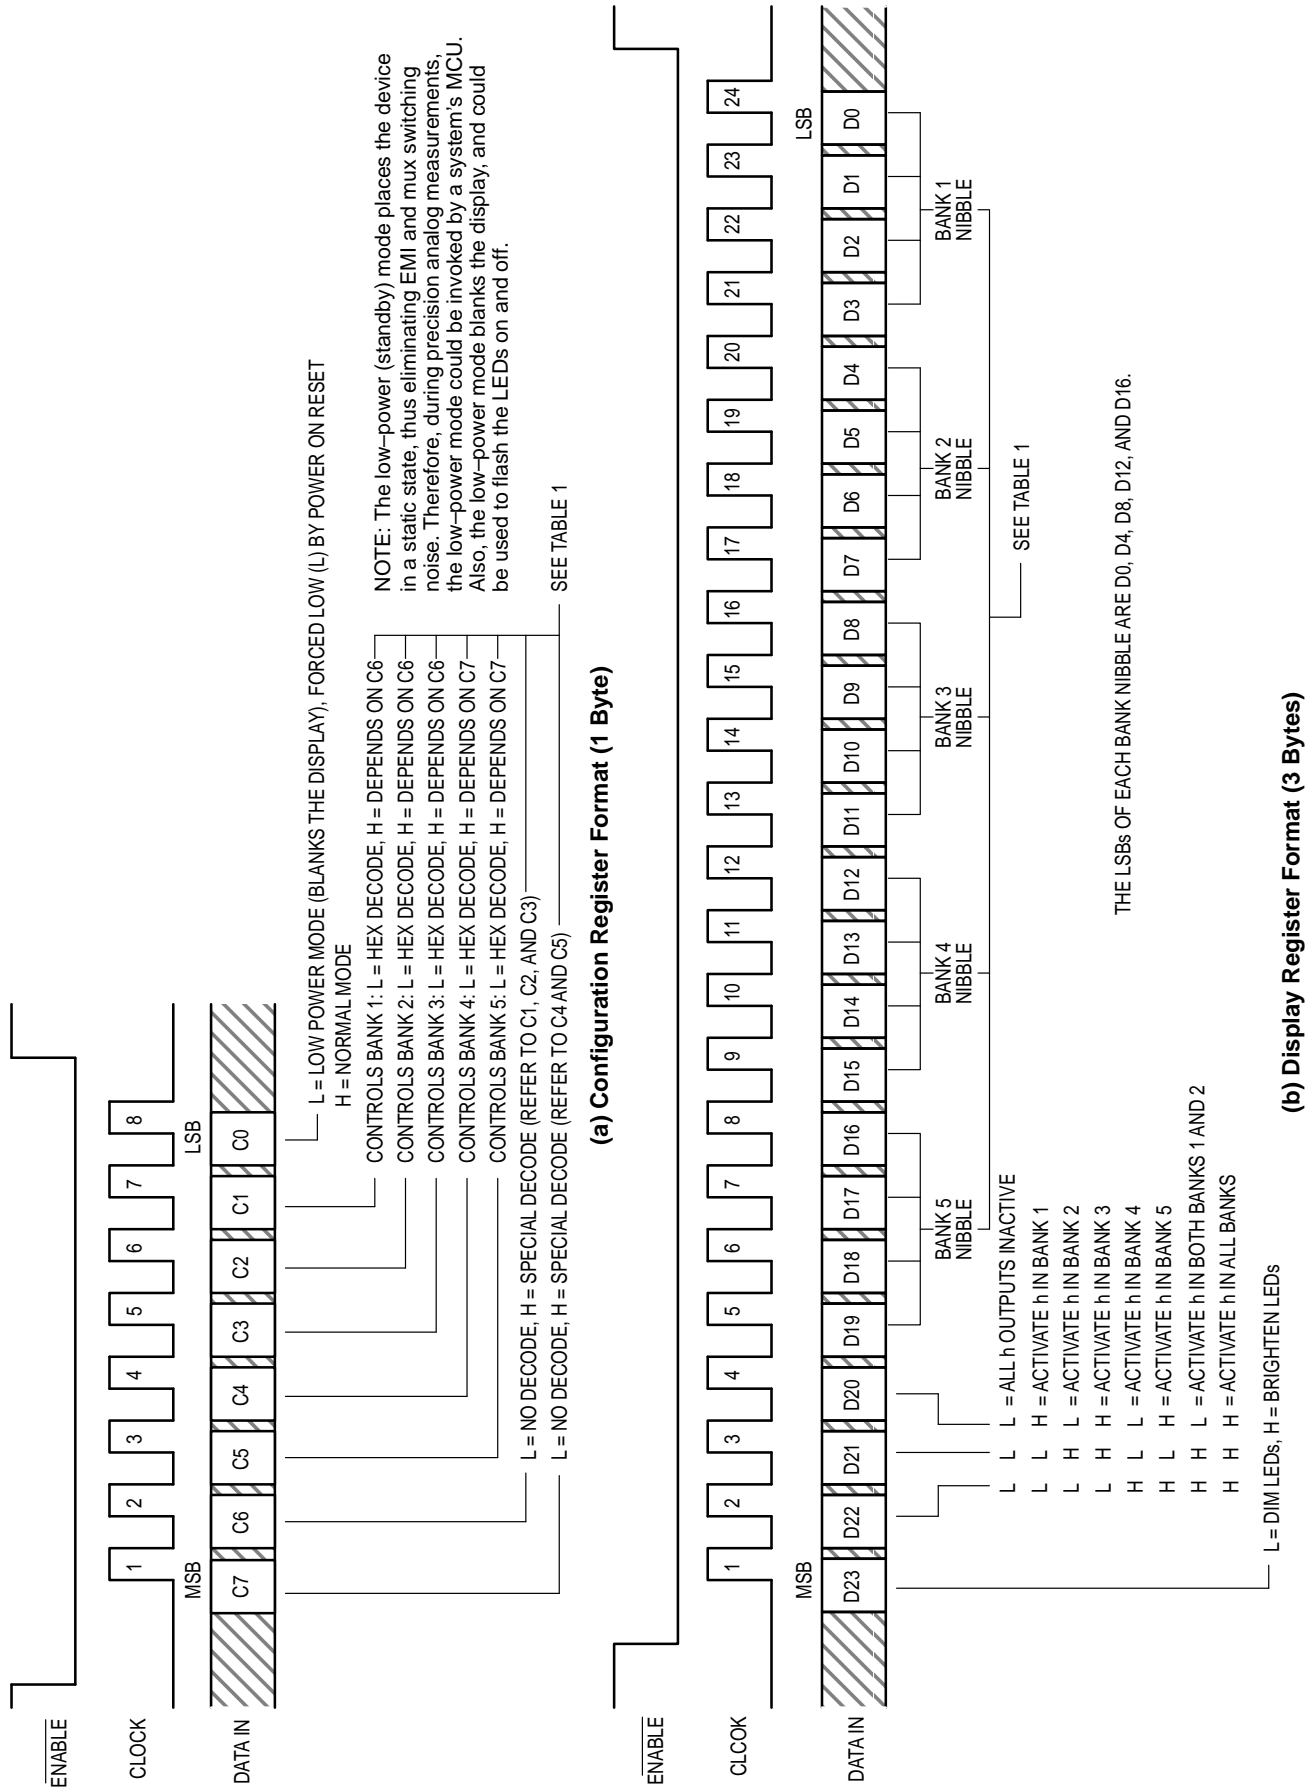 ENABLE
CLOCK
1
2
3
4
5
6
7
8
MSB
LSB
DATA IN
C7
C6
C5
C4
C3
C2
C1
C0
L = LOW POWER MODE (BLANKS THE DISPLAY), FORCED LOW (L) BY POWER ON RESET
H = NORMAL MODE
CONTROLS BANK 1: L = HEX DECODE, H = DEPENDS ON C6
CONTROLS BANK 2: L = HEX DECODE, H = DEPENDS ON C6
CONTROLS BANK 3: L = HEX DECODE, H = DEPENDS ON C6
CONTROLS BANK 4: L = HEX DECODE, H = DEPENDS ON C7
CONTROLS BANK 5: L = HEX DECODE, H = DEPENDS ON C7
L = NO DECODE, H = SPECIAL DECODE (REFER TO C1, C2, AND C3)
L = NO DECODE, H = SPECIAL DECODE (REFER TO C4 AND C5)
SEE TABLE 1
NOTE: The low–power (standby) mode places the device
in a static state, thus eliminating EMI and mux switching
noise. Therefore, during precision analog measurements,
the low–power mode could be invoked by a system's MCU.
Also, the low–power mode blanks the display, and could
be used to flash the LEDs on and off.
(a) Configuration Register Format (1 Byte)
ENABLE
CLCOK
1
2
3
4
5
6
7
8
9
10
11
12
13
14
15
16
17
18
19
20
21
22
23
24
MSB
LSB
DATA IN
D23
D22
D21
D20
D19
D18
D17
D16
D15
D14
D13
D12
D11
D10
D9
D8
D7
D6
D5
D4
D3
D2
D1
D0
BANK 5
NIBBLE
BANK 4
NIBBLE
BANK 3
NIBBLE
BANK 2
NIBBLE
BANK 1
NIBBLE
SEE TABLE 1
L L L = ALL h OUTPUTS INACTIVE
L L H = ACTIVATE h IN BANK 1
L H L = ACTIVATE h IN BANK 2
L H H = ACTIVATE h IN BANK 3
H L L = ACTIVATE h IN BANK 4
H L H = ACTIVATE h IN BANK 5
H H L = ACTIVATE h IN BOTH BANKS 1 AND 2
H H H = ACTIVATE h IN ALL BANKS
L = DIM LEDs, H = BRIGHTEN LEDs
THE LSBs OF EACH BANK NIBBLE ARE D0, D4, D8, D12, AND D16.
(b) Display Register Format (3 Bytes)